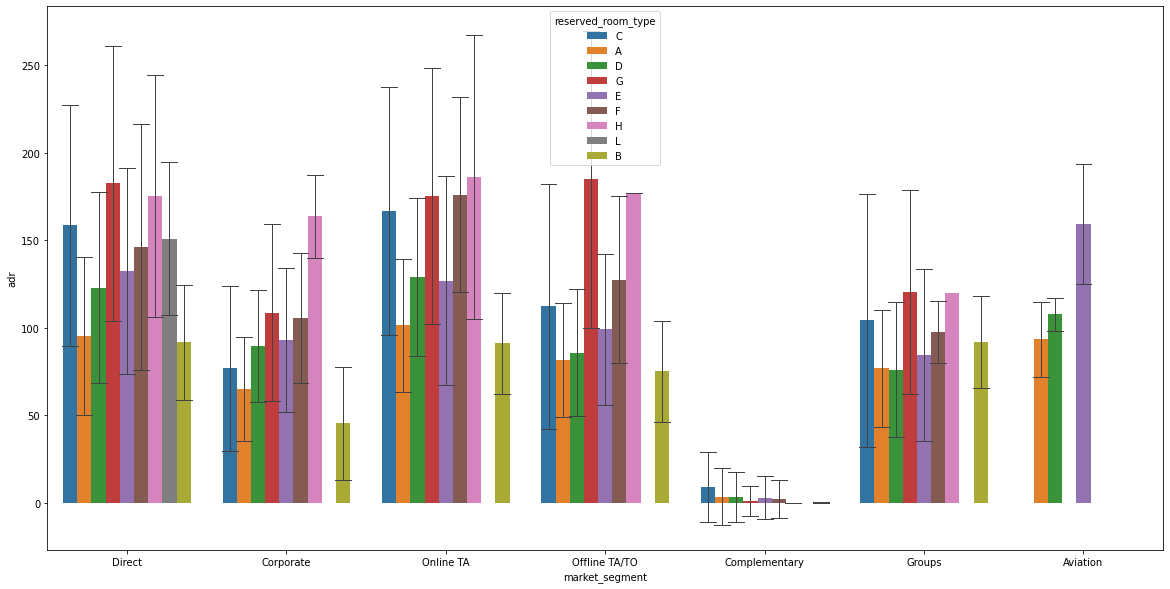 reserved_room_type
C
A
D
G
E
F
H
L
B
adr
250
200
150
100
50
0
Direct Corporate Online TA Offline TA/TO Complementary Groups Aviation
market_segment